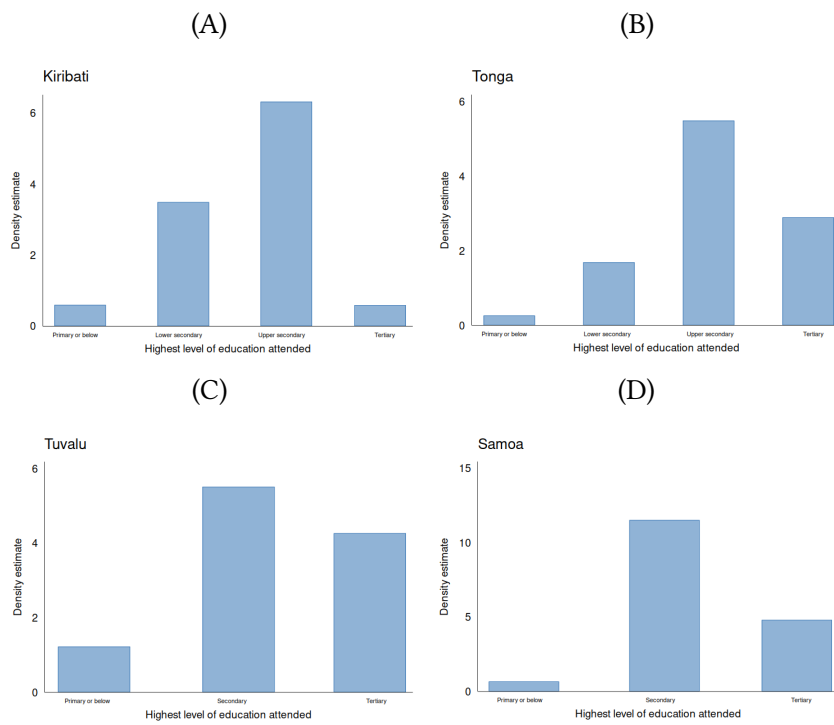 (A)
Kiribati
6
4
2
0
Density estimate
Primary or below
Lower secondary
Upper secondary
Tertiary
Highest level of education attended
(B)
Tonga
6
4
2
0
Density estimate
Primary or below
Lower secondary
Upper secondary
Tertiary
Highest level of education attended
(C)
Tuvalu
6
4
2
0
Density estimate
Primary or below
Secondary
Tertiary
Highest level of education attended
(D)
Samoa
15
10
5
0
Density estimate
Primary or below
Secondary
Tertiary
Highest level of education attended